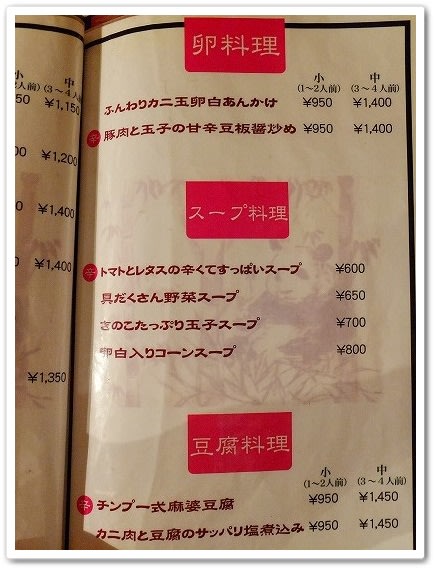 中
(3～4人前)
¥1,150
¥1,200
¥1,400
¥1,400
¥1,350
卵料理
小 中
(1～2人前) (3～4人前)
ふんわりカニ玉卵白あんかけ ¥950 ¥1,400
辛 豚肉と玉子の甘辛豆板醤炒め ¥950 ¥1,400
スープ料理
辛 トマトとレタスの辛くてすっぱいスープ ¥600
具だくさん野菜スープ ¥650
きのこたっぷり玉子スープ ¥700
卵白入りコーンスープ ¥800
豆腐料理
小 中
(1～2人前) (3～4人前)
辛 チンプー式麻婆豆腐 ¥950 ¥1,450
カニ肉と豆腐のサッパリ塩煮込み ¥950 ¥1,450